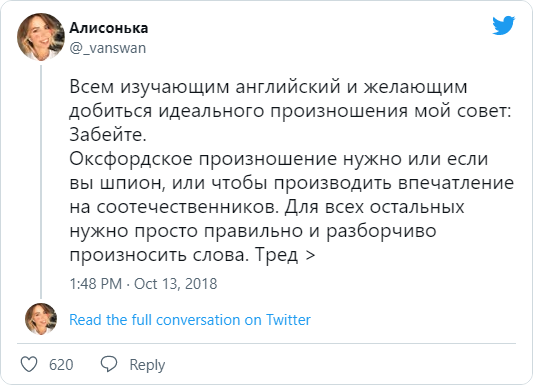 Алисонька
@_vanswan
Всем изучающим английский и желающим
добиться идеального произношения мой совет:
Забейте.
Оксфордское произношение нужно или если
вы шпион, или чтобы производить впечатление
на соотечественников. Для всех остальных
нужно просто правильно и разборчиво
произносить слова. Тред >
1:48 PM · Oct 13, 2018
Read the full conversation on Twitter
620 Reply